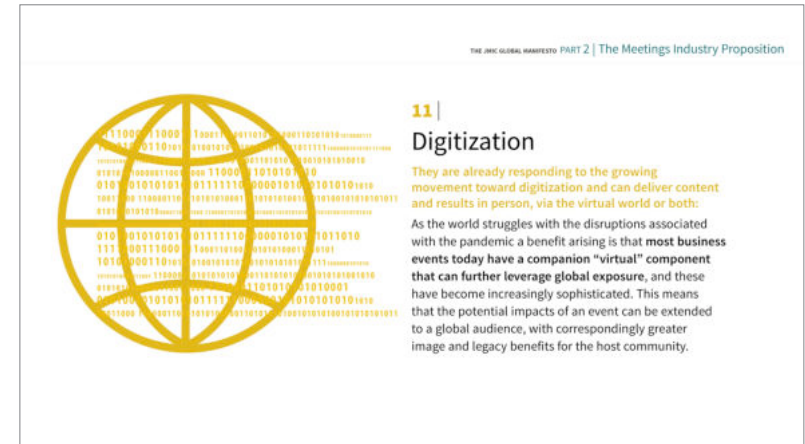 THE JMIC GLOBAL MANIFESTO PART 2 | The Meetings Industry Proposition
11 |
Digitization
They are already responding to the growing
movement toward digitization and can deliver content
and results in person, via the virtual world or both:
As the world struggles with the disruptions associated
with the pandemic a benefit arising is that most business
events today have a companion “virtual” component
that can further leverage global exposure, and these
have become increasingly sophisticated. This means
that the potential impacts of an event can be extended
to a global audience, with correspondingly greater
image and legacy benefits for the host community.